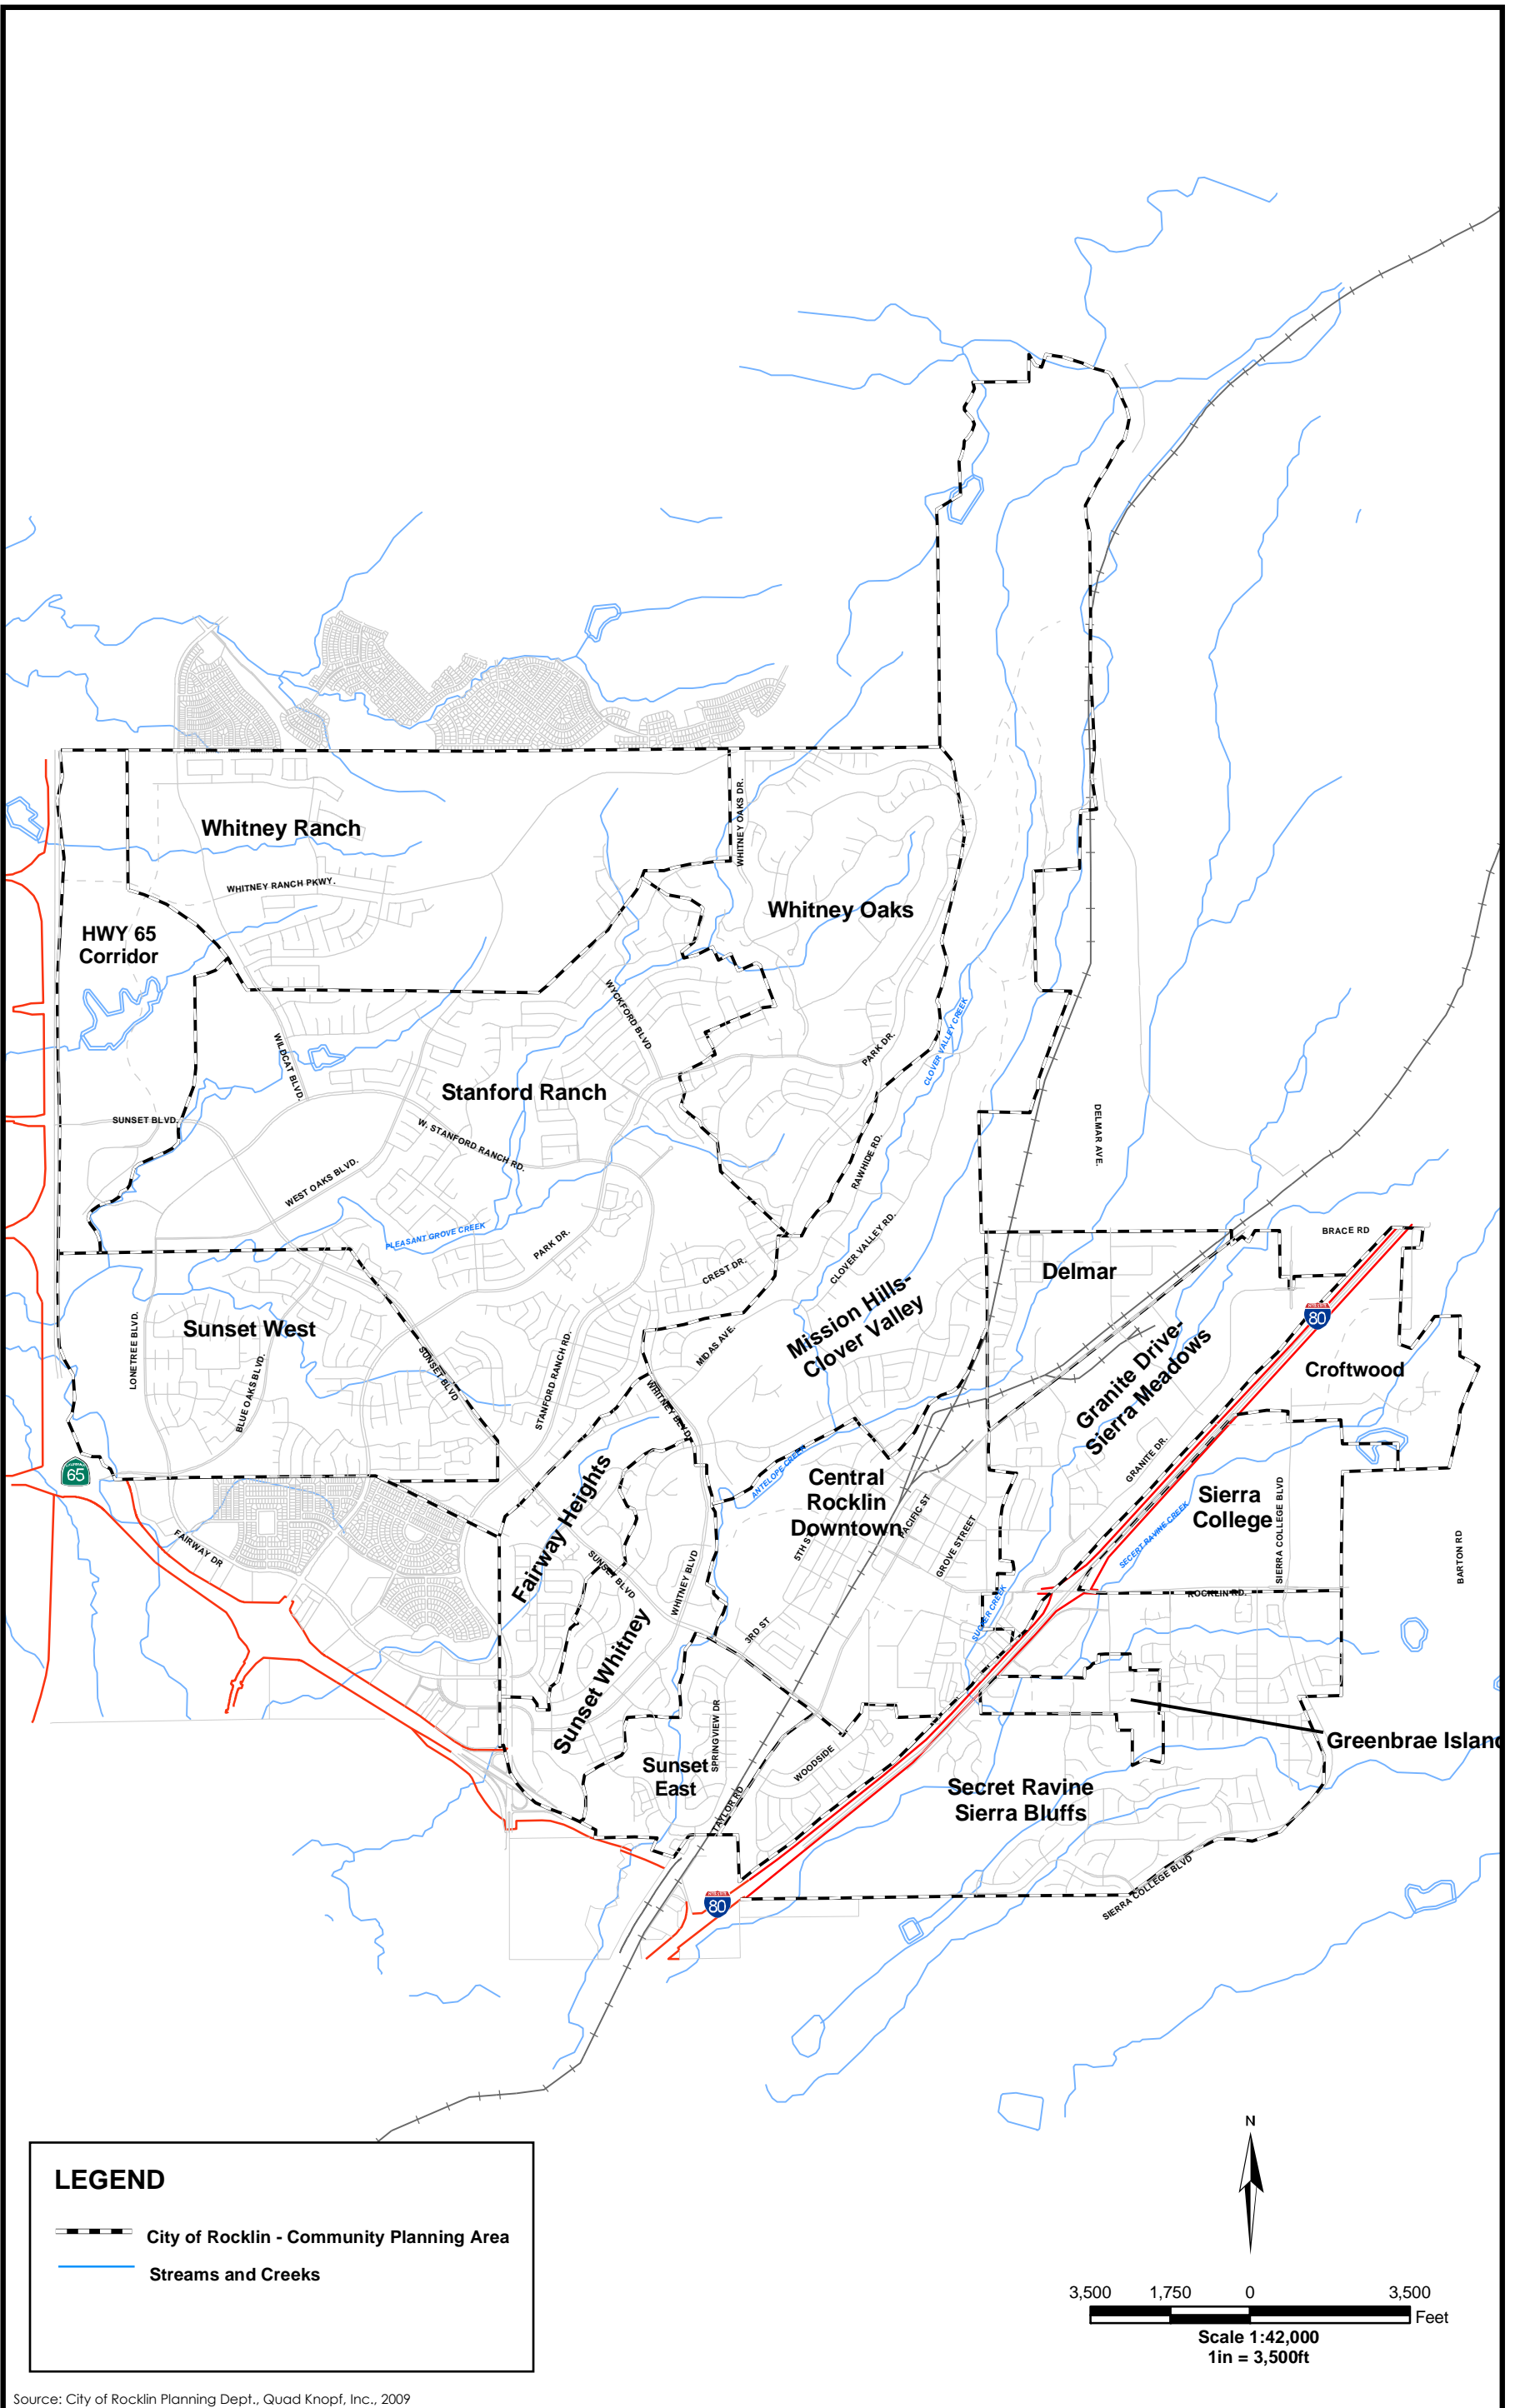 WHITNEY OAKS DR.
Whitney Ranch
WHITNEY RANCH PKWY.
Whitney Oaks
HWY 65
Corridor
WYCKFORD BLVD
WILDCAT BLVD.
PARK DR.
CLOVER VALLEY CREEK
Stanford Ranch
SUNSET BLVD.
W. STANFORD RANCH RD.
DELMAR AVE.
RAWHIDE RD.
WEST OAKS BLVD.
PLEASANT GROVE CREEK
PARK DR.
CLOVER VALLEY RD.
BRACE RD
CREST DR.
Delmar
Mission Hills-
Clover Valley
80
Sunset West
LONETREE BLVD.
BLUE OAKS BLVD.
SUNSET BLVD
STANFORD RANCH RD.
MIDAS AVE.
WHITNEY BLVD.
Granite Drive-
Sierra Meadows
Croftwood
GRANITE DR.
65
ANTELOPE CREEK
Central
Rocklin
Downtown
PACIFIC ST
5TH ST
GROVE STREET
Sierra
College
SIERRA COLLEGE BLVD
SECERT RAVINE CREEK
BARTON RD
Fairway Heights
FAIRWAY DR
SUNSET BLVD
WHITNEY BLVD
ROCKLIN RD.
SUCKER CREEK
3RD ST
Sunset Whitney
SPRINGVIEW DR
Greenbrae Island
Sunset
East
WOODSIDE
TAYLOR RD
Secret Ravine
Sierra Bluffs
SIERRA COLLEGE BLVD
80
N
LEGEND
City of Rocklin - Community Planning Area
Streams and Creeks
3,500 1,750 0 3,500
Feet
Scale 1:42,000
1in = 3,500ft
Source: City of Rocklin Planning Dept., Quad Knopf, Inc., 2009